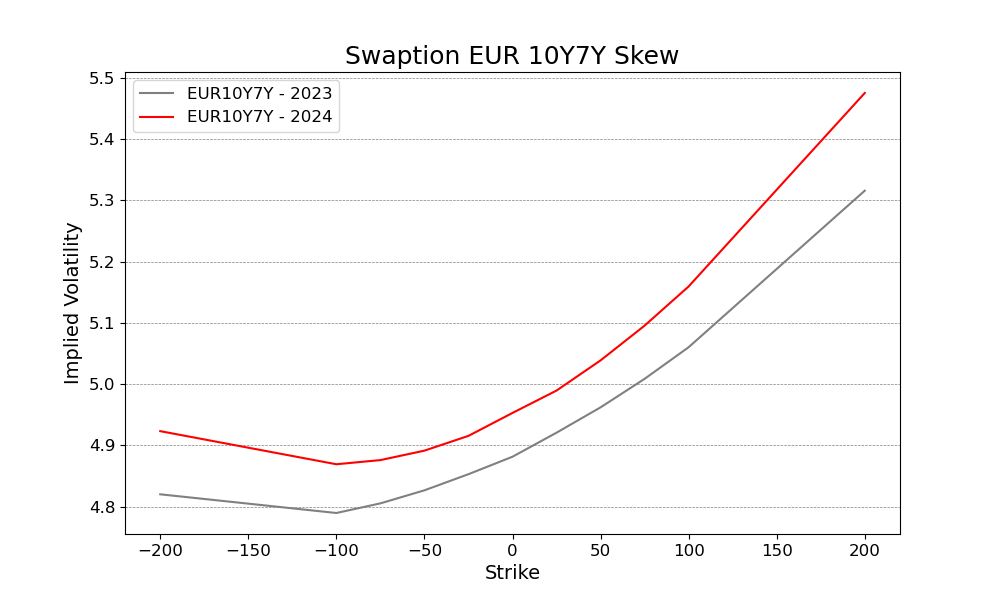 Swaption EUR 10Y7Y Skew
EUR10Y7Y - 2023
EUR10Y7Y - 2024
Implied Volatility
5.5
5.4
5.3
5.2
5.1
5.0
4.9
4.8
−200 −150 −100 −50 0 50 100 150 200
Strike